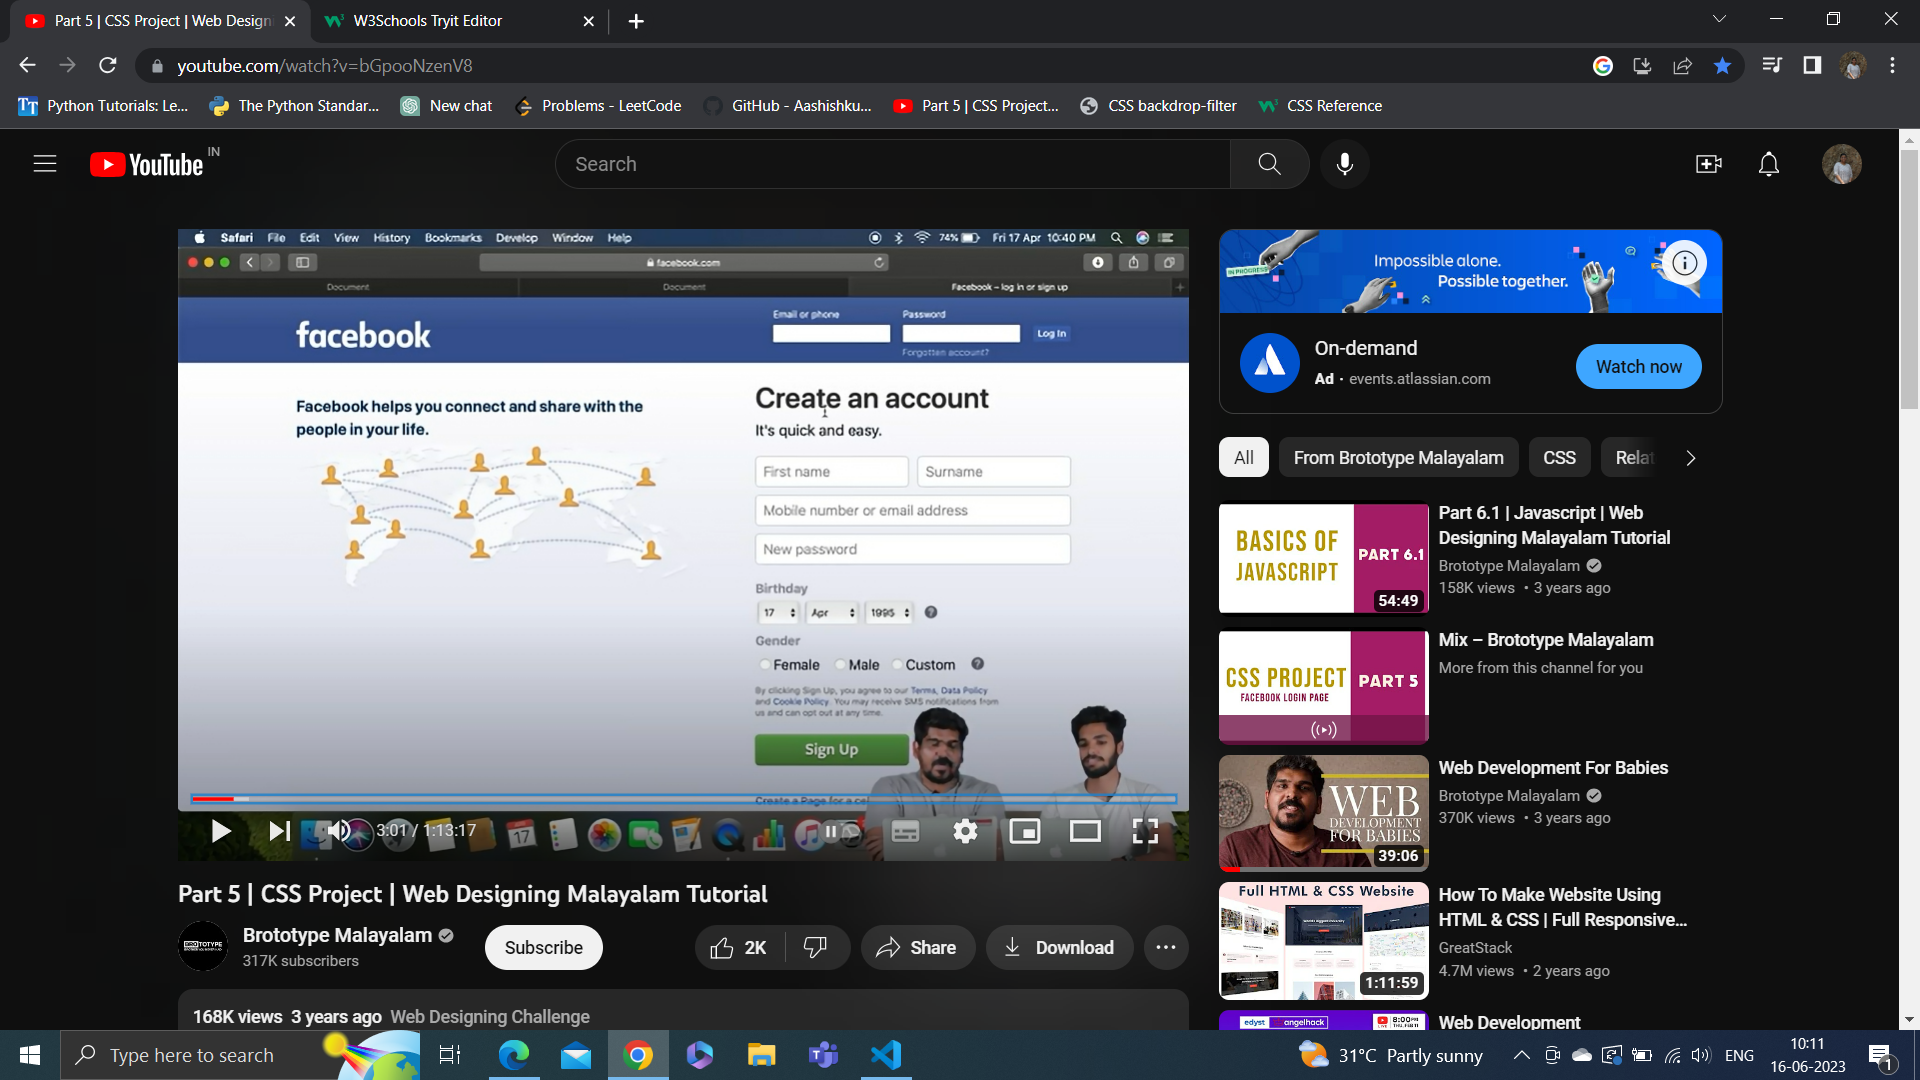 Part 5 | CSS Project | Web Design
W3Schools Tryit Editor
youtube.com/watch?v=bGpooNzenV8
Python Tutorials: Le...
The Python Standar...
New chat
Problems - LeetCode
GitHub - Aashishku...
Part 5 | CSS Project...
CSS backdrop-filter
CSS Reference
YouTube IN
Search
Safari File Edit View History Bookmarks Develop Window Help
74% Fri 17 Apr 10:40 PM
facebook.com
Document
Document
Facebook – log in or sign up
facebook
Email or phone
Password
Log In
Forgotten account?
Facebook helps you connect and share with the
people in your life.
Create an account
It's quick and easy.
First name
Surname
Mobile number or email address
New password
Birthday
17 Apr 1995
Gender
Female Male Custom
By clicking Sign Up, you agree to our Terms, Data Policy
and Cookie Policy. You may receive SMS notifications from
us and can opt out at any time.
Sign Up
Create a Page for a ce
3:01 / 1:13:17
17
Part 5 | CSS Project | Web Designing Malayalam Tutorial
BROTOTYPE
Brototype Malayalam
317K subscribers
Subscribe
2K
Share
Download
168K views 3 years ago Web Designing Challenge
IN PROGRESS
Impossible alone.
Possible together.
On-demand
Ad · events.atlassian.com
Watch now
All
From Brototype Malayalam
CSS
Relat
BASICS OF
JAVASCRIPT
PART 6.1
54:49
Part 6.1 | Javascript | Web
Designing Malayalam Tutorial
Brototype Malayalam
158K views • 3 years ago
CSS PROJECT
FACEBOOK LOGIN PAGE
PART 5
Mix – Brototype Malayalam
More from this channel for you
WEB
DEVELOPMENT
FOR BABIES
39:06
Web Development For Babies
Brototype Malayalam
370K views • 3 years ago
Full HTML & CSS Website
1:11:59
How To Make Website Using
HTML & CSS | Full Responsive...
GreatStack
4.7M views • 2 years ago
edyst angelhack
8:00PM
Web Development
Type here to search
31°C Partly sunny
ENG
10:11
16-06-2023
1